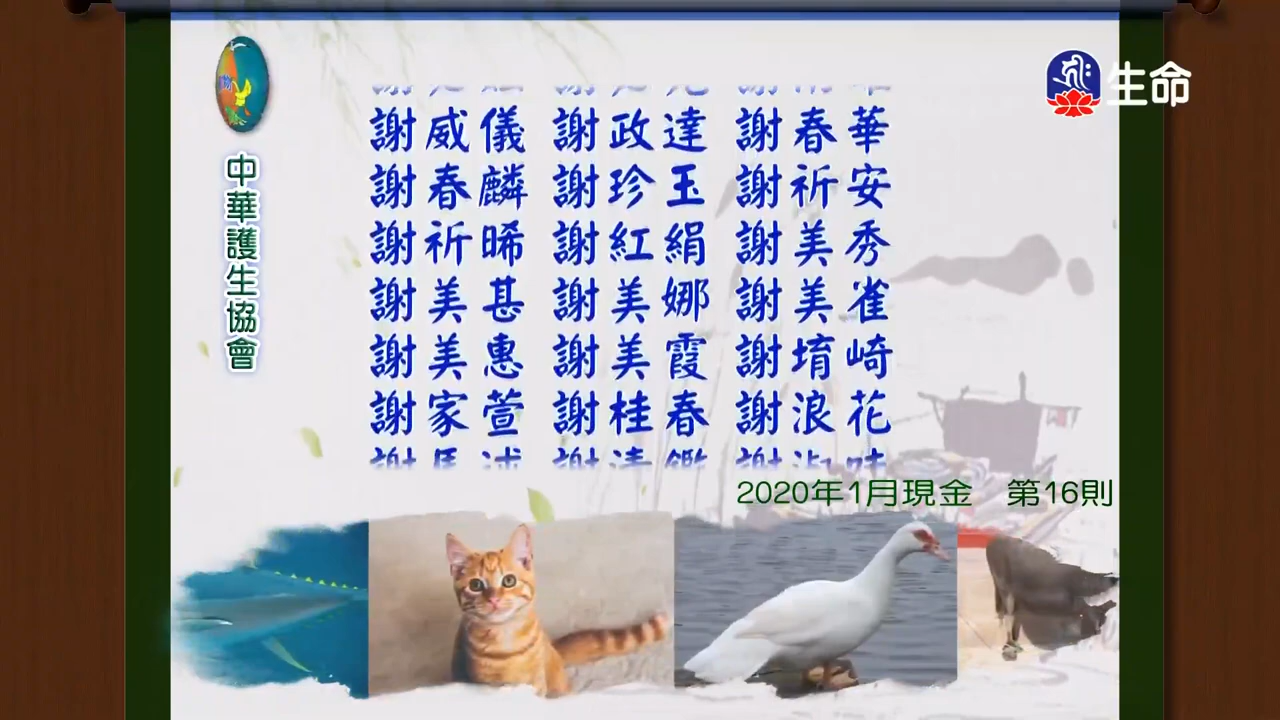 生命
中華護生協會
謝威儀 謝政達 謝春華
謝春麟 謝珍玉 謝祈安
謝祈晞 謝紅絹 謝美秀
謝美甚 謝美娜 謝美雀
謝美惠 謝美霞 謝堉崎
謝家萱 謝桂春 謝浪花
2020年1月現金 第16則